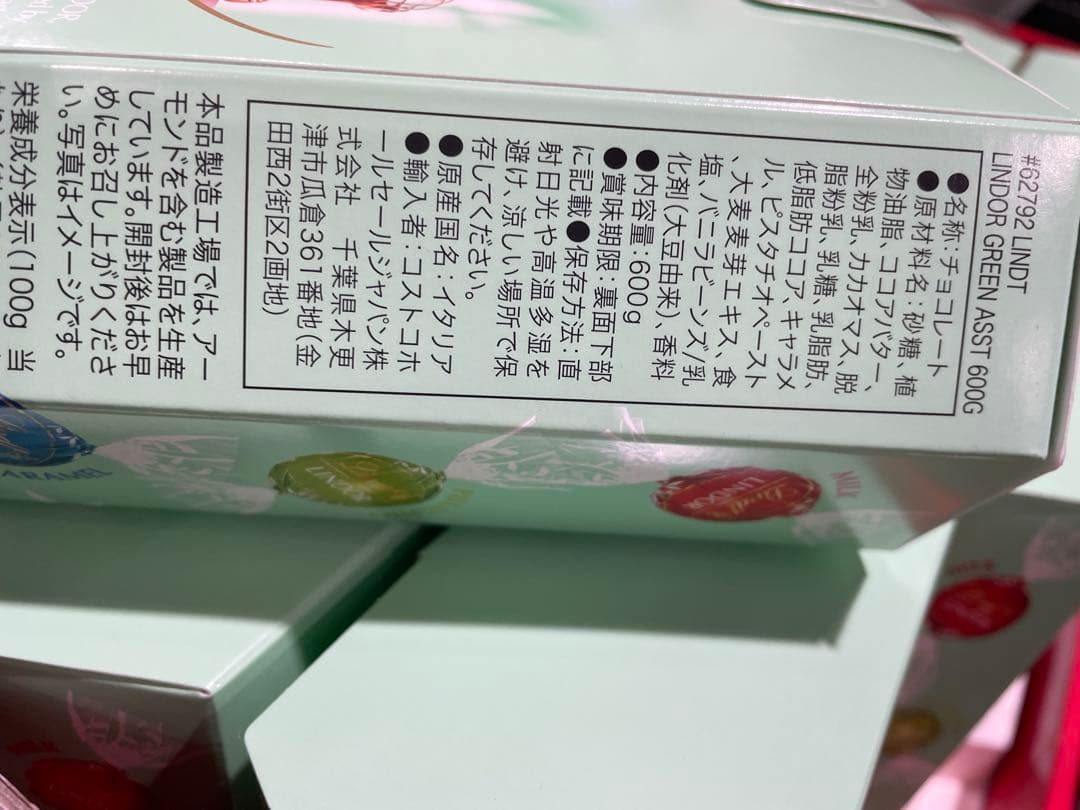 #62792 LINDT
LINDOR GREEN ASST 600G
●名称:チョコレート
●原材料名:砂糖、植
物油脂、ココアバター、
全粉乳、カカオマス、脱
脂粉乳、乳糖、乳脂肪、
低脂肪ココア、キャラメ
ル、ピスタチオペースト
、大麦麦芽エキス、食
塩、バニラビーンズ/乳
化剤(大豆由来)、香料
●内容量:600g
●賞味期限:裏面下部
に記載●保存方法:直
射日光や高温多湿を
避け、涼しい場所で保
存してください。
●原産国名:イタリア
●輸入者:コストコホ
ールセールジャパン株
式会社 千葉県木更
津市瓜倉361番地(金
田西2街区2画地)
本品製造工場では、アー
モンドを含む製品を生産
しています。開封後はお早
めにお召し上がりくださ
い。写真はイメージです。
栄養成分表示(100g 当
MILK
Lindt
LINDOR
LINDOR
ARAMEL
MILK
MILK